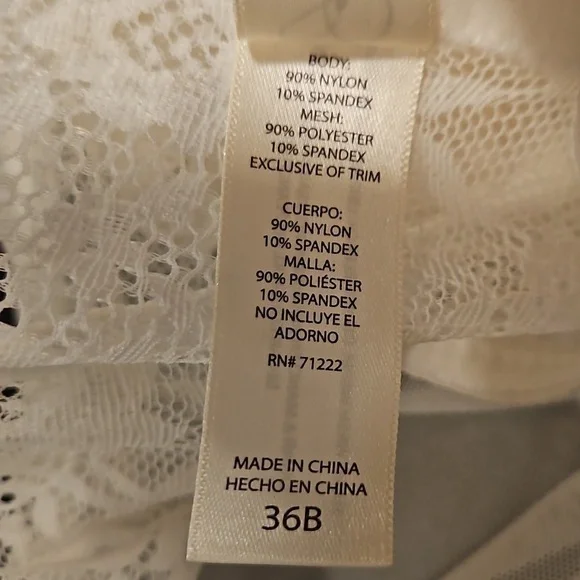 BODY:
90% NYLON
10% SPANDEX
MESH:
90% POLYESTER
10% SPANDEX
EXCLUSIVE OF TRIM
CUERPO:
90% NYLON
10% SPANDEX
MALLA:
90% POLIÉSTER
10% SPANDEX
NO INCLUYE EL
ADORNO
RN# 71222
MADE IN CHINA
HECHO EN CHINA
36B